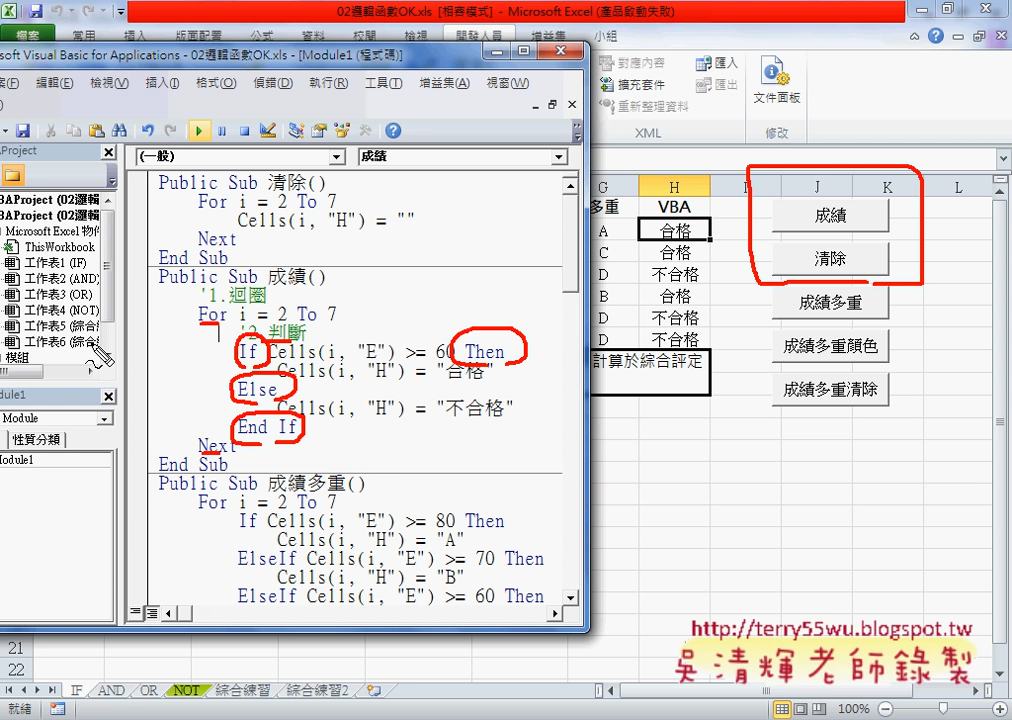 02邏輯函數OK.xls [相容模式] - Microsoft Excel (產品啟動失敗)
檔案 常用 插入 版面配置 公式 資料 校閱 檢視 開發人員 增益集 小組
soft Visual Basic for Applications - 02邏輯函數OK.xls - [Module1 (程式碼)]
編輯(E) 檢視(V) 插入(I) 格式(O) 偵錯(D) 執行(R) 工具(T) 增益集(A) 視窗(W)
對應內容 匯入
擴充套件 匯出
重新整理資料
文件面板
XML 修改
Project
(一般) 成績
BAProject (02邏輯
BAProject (02邏輯
Microsoft Excel 物件
ThisWorkbook
工作表1 (IF)
工作表2 (AND)
工作表3 (OR)
工作表4 (NOT)
工作表5 (綜合
工作表6 (綜合
模組
odule1
Module
性質分類
odule1
Public Sub 清除()
For i = 2 To 7
Cells(i, "H") = ""
Next
End Sub
Public Sub 成績()
'1.迴圈
For i = 2 To 7
'2.判斷
If Cells(i, "E") >= 60 Then
Cells(i, "H") = "合格"
Else
Cells(i, "H") = "不合格"
End If
Next
End Sub
Public Sub 成績多重()
For i = 2 To 7
If Cells(i, "E") >= 80 Then
Cells(i, "H") = "A"
ElseIf Cells(i, "E") >= 70 Then
Cells(i, "H") = "B"
ElseIf Cells(i, "E") >= 60 Then
G H J K L
多重 VBA
A 合格
C 合格
D 不合格
B 合格
D 不合格
D 不合格
計算於綜合評定
成績
清除
成績多重
成績多重顏色
成績多重清除
http://terry55wu.blogspot.tw
吳清輝老師錄製
21
22
IF AND OR NOT 綜合練習 綜合練習2
就緒 100%